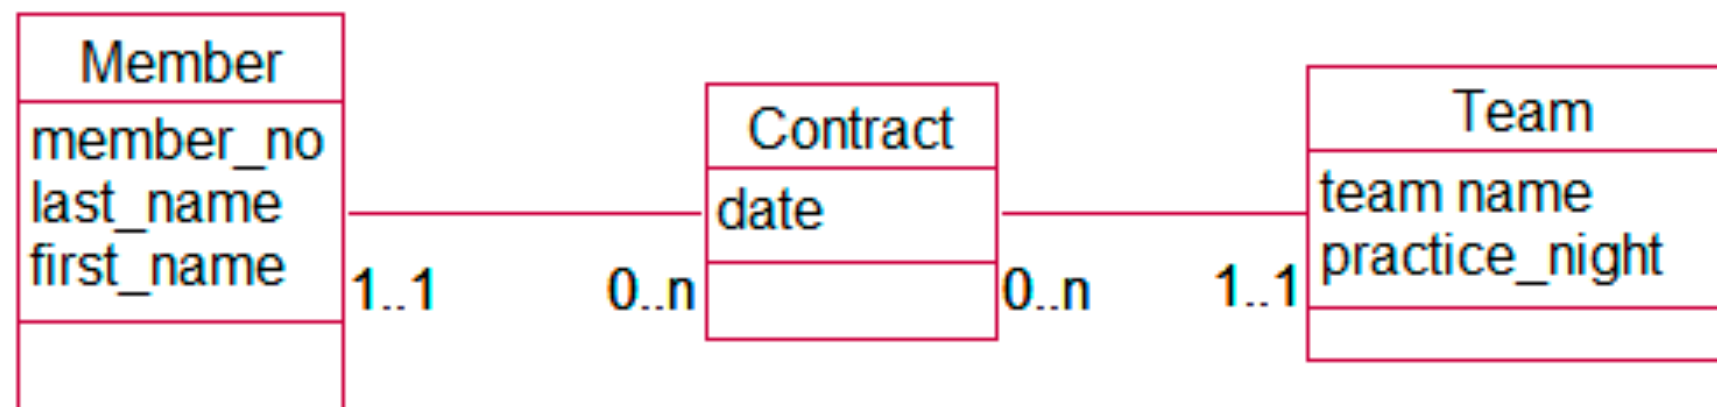 Member
member_no
last_name
first_name
1..1
0..n
Contract
date
0..n
1..1
Team
team name
practice_night